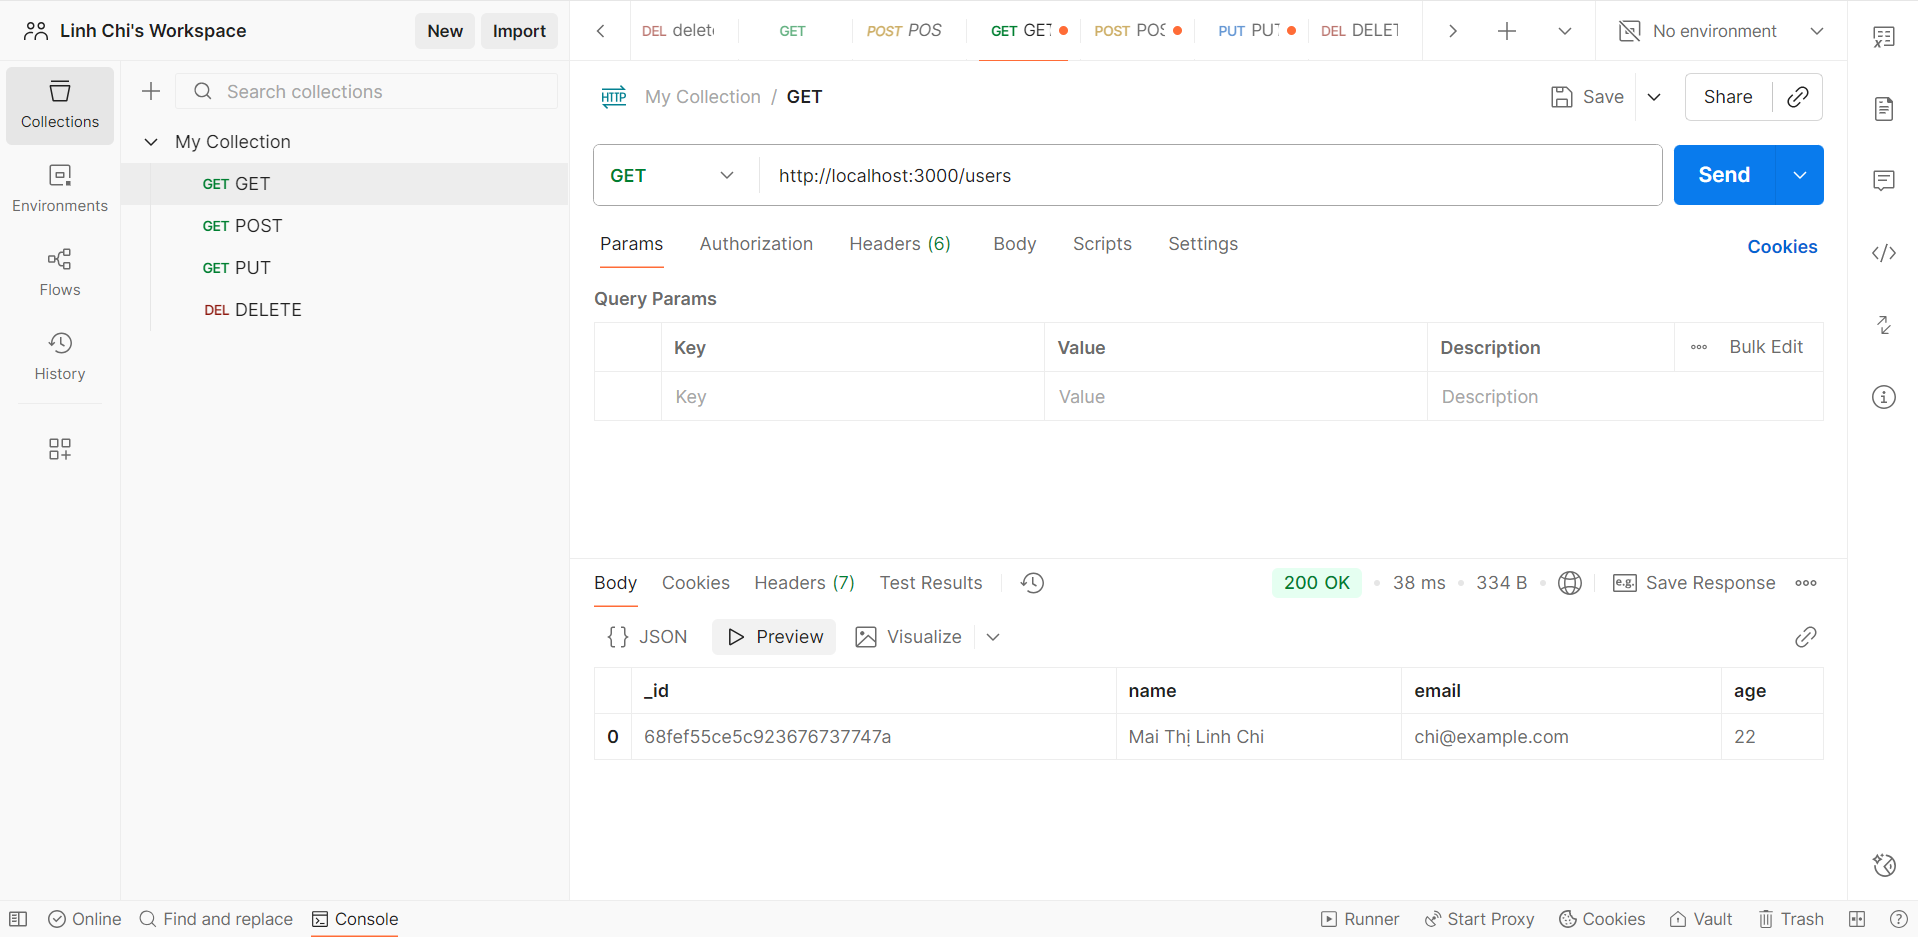 Linh Chi's Workspace
New
Import
DEL delet
GET
POST POS
GET GET
POST POS
PUT PUT
DEL DELET
No environment
Collections
Environments
Flows
History
Search collections
My Collection
GET GET
GET POST
GET PUT
DEL DELETE
HTTP My Collection / GET
Save
Share
GET
http://localhost:3000/users
Send
Params Authorization Headers (6) Body Scripts Settings
Cookies
Query Params
Key Value Description Bulk Edit
Key Value Description
Body Cookies Headers (7) Test Results
200 OK 38 ms 334 B e.g. Save Response
{} JSON Preview Visualize
_id name email age
0 68fef55ce5c923676737747a Mai Thị Linh Chi chi@example.com 22
Online Find and replace Console
Runner Start Proxy Cookies Vault Trash